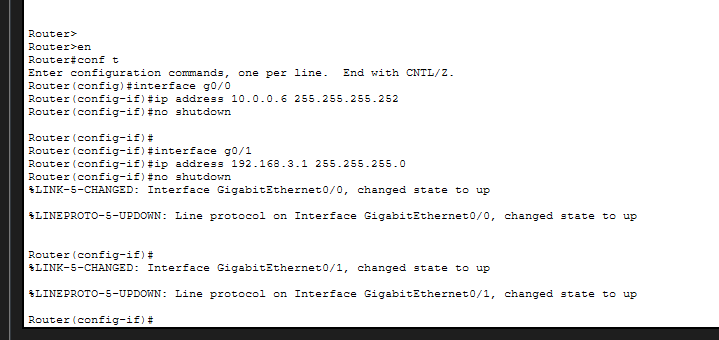 Router>
Router>en
Router#conf t
Enter configuration commands, one per line.  End with CNTL/Z.
Router(config)#interface g0/0
Router(config-if)#ip address 10.0.0.6 255.255.255.252
Router(config-if)#no shutdown
Router(config-if)#
Router(config-if)#interface g0/1
Router(config-if)#ip address 192.168.3.1 255.255.255.0
Router(config-if)#no shutdown
%LINK-5-CHANGED: Interface GigabitEthernet0/0, changed state to up
%LINEPROTO-5-UPDOWN: Line protocol on Interface GigabitEthernet0/0, changed state to up
Router(config-if)#
%LINK-5-CHANGED: Interface GigabitEthernet0/1, changed state to up
%LINEPROTO-5-UPDOWN: Line protocol on Interface GigabitEthernet0/1, changed state to up
Router(config-if)#